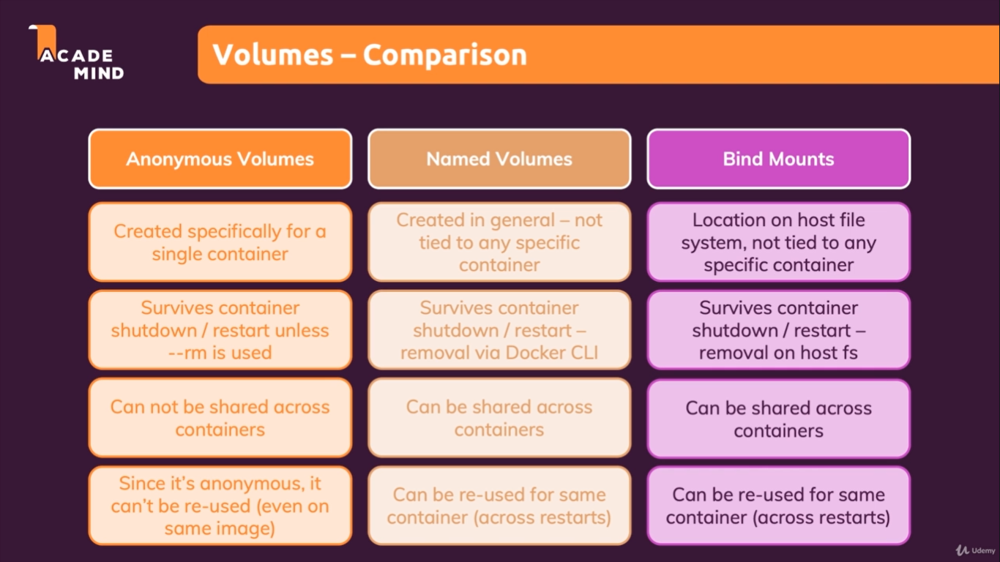 ACADE
MIND
Volumes – Comparison
Anonymous Volumes
Named Volumes
Bind Mounts
Created specifically for a
single container
Created in general – not
tied to any specific
container
Location on host file
system, not tied to any
specific container
Survives container
shutdown / restart unless
--rm is used
Survives container
shutdown / restart –
removal via Docker CLI
Survives container
shutdown / restart –
removal on host fs
Can not be shared across
containers
Can be shared across
containers
Can be shared across
containers
Since it’s anonymous, it
can’t be re-used (even on
same image)
Can be re-used for same
container (across restarts)
Can be re-used for same
container (across restarts)
Udemy